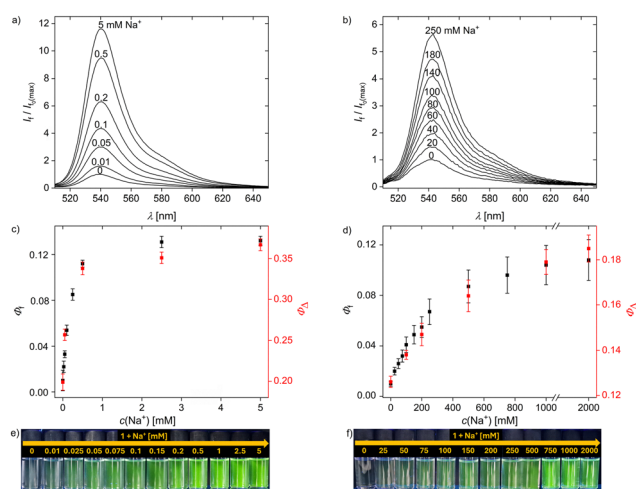 a)
5 mM Na⁺
0.5
0.2
0.1
0.05
0.01
0
12
10
8
6
4
2
0
I_f / I_f₀(max)
520 540 560 580 600 620 640
λ [nm]
b)
250 mM Na⁺
180
140
100
80
60
40
20
0
6
5
4
3
2
1
0
I_f / I_f₀(max)
520 540 560 580 600 620 640
λ [nm]
c)
0.12
0.08
0.04
0.00
Φ_f
0.35
0.30
0.25
0.20
Φ_Δ
0 1 2 3 4 5
c(Na⁺) [mM]
d)
0.12
0.08
0.04
0.00
Φ_f
0.18
0.16
0.14
0.12
Φ_Δ
0 200 400 600 800 1000 2000
c(Na⁺) [mM]
e)
1 + Na⁺ [mM]
0 0.01 0.025 0.05 0.075 0.1 0.15 0.2 0.5 1 2.5 5
f)
1 + Na⁺ [mM]
0 25 50 75 100 150 200 250 500 750 1000 2000